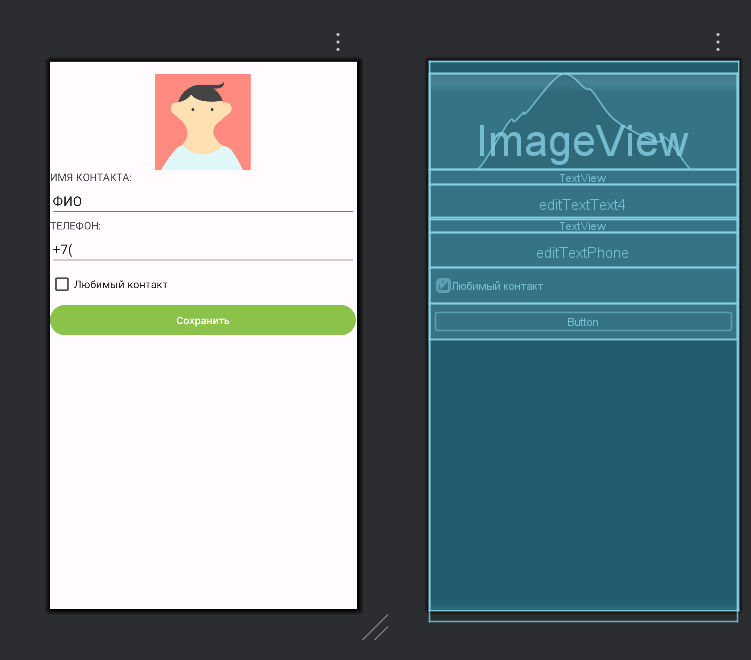 ИМЯ КОНТАКТА:
ФИО
ТЕЛЕФОН:
+7(
Любимый контакт
Сохранить
ImageView
TextView
editTextText4
TextView
editTextPhone
Любимый контакт
Button